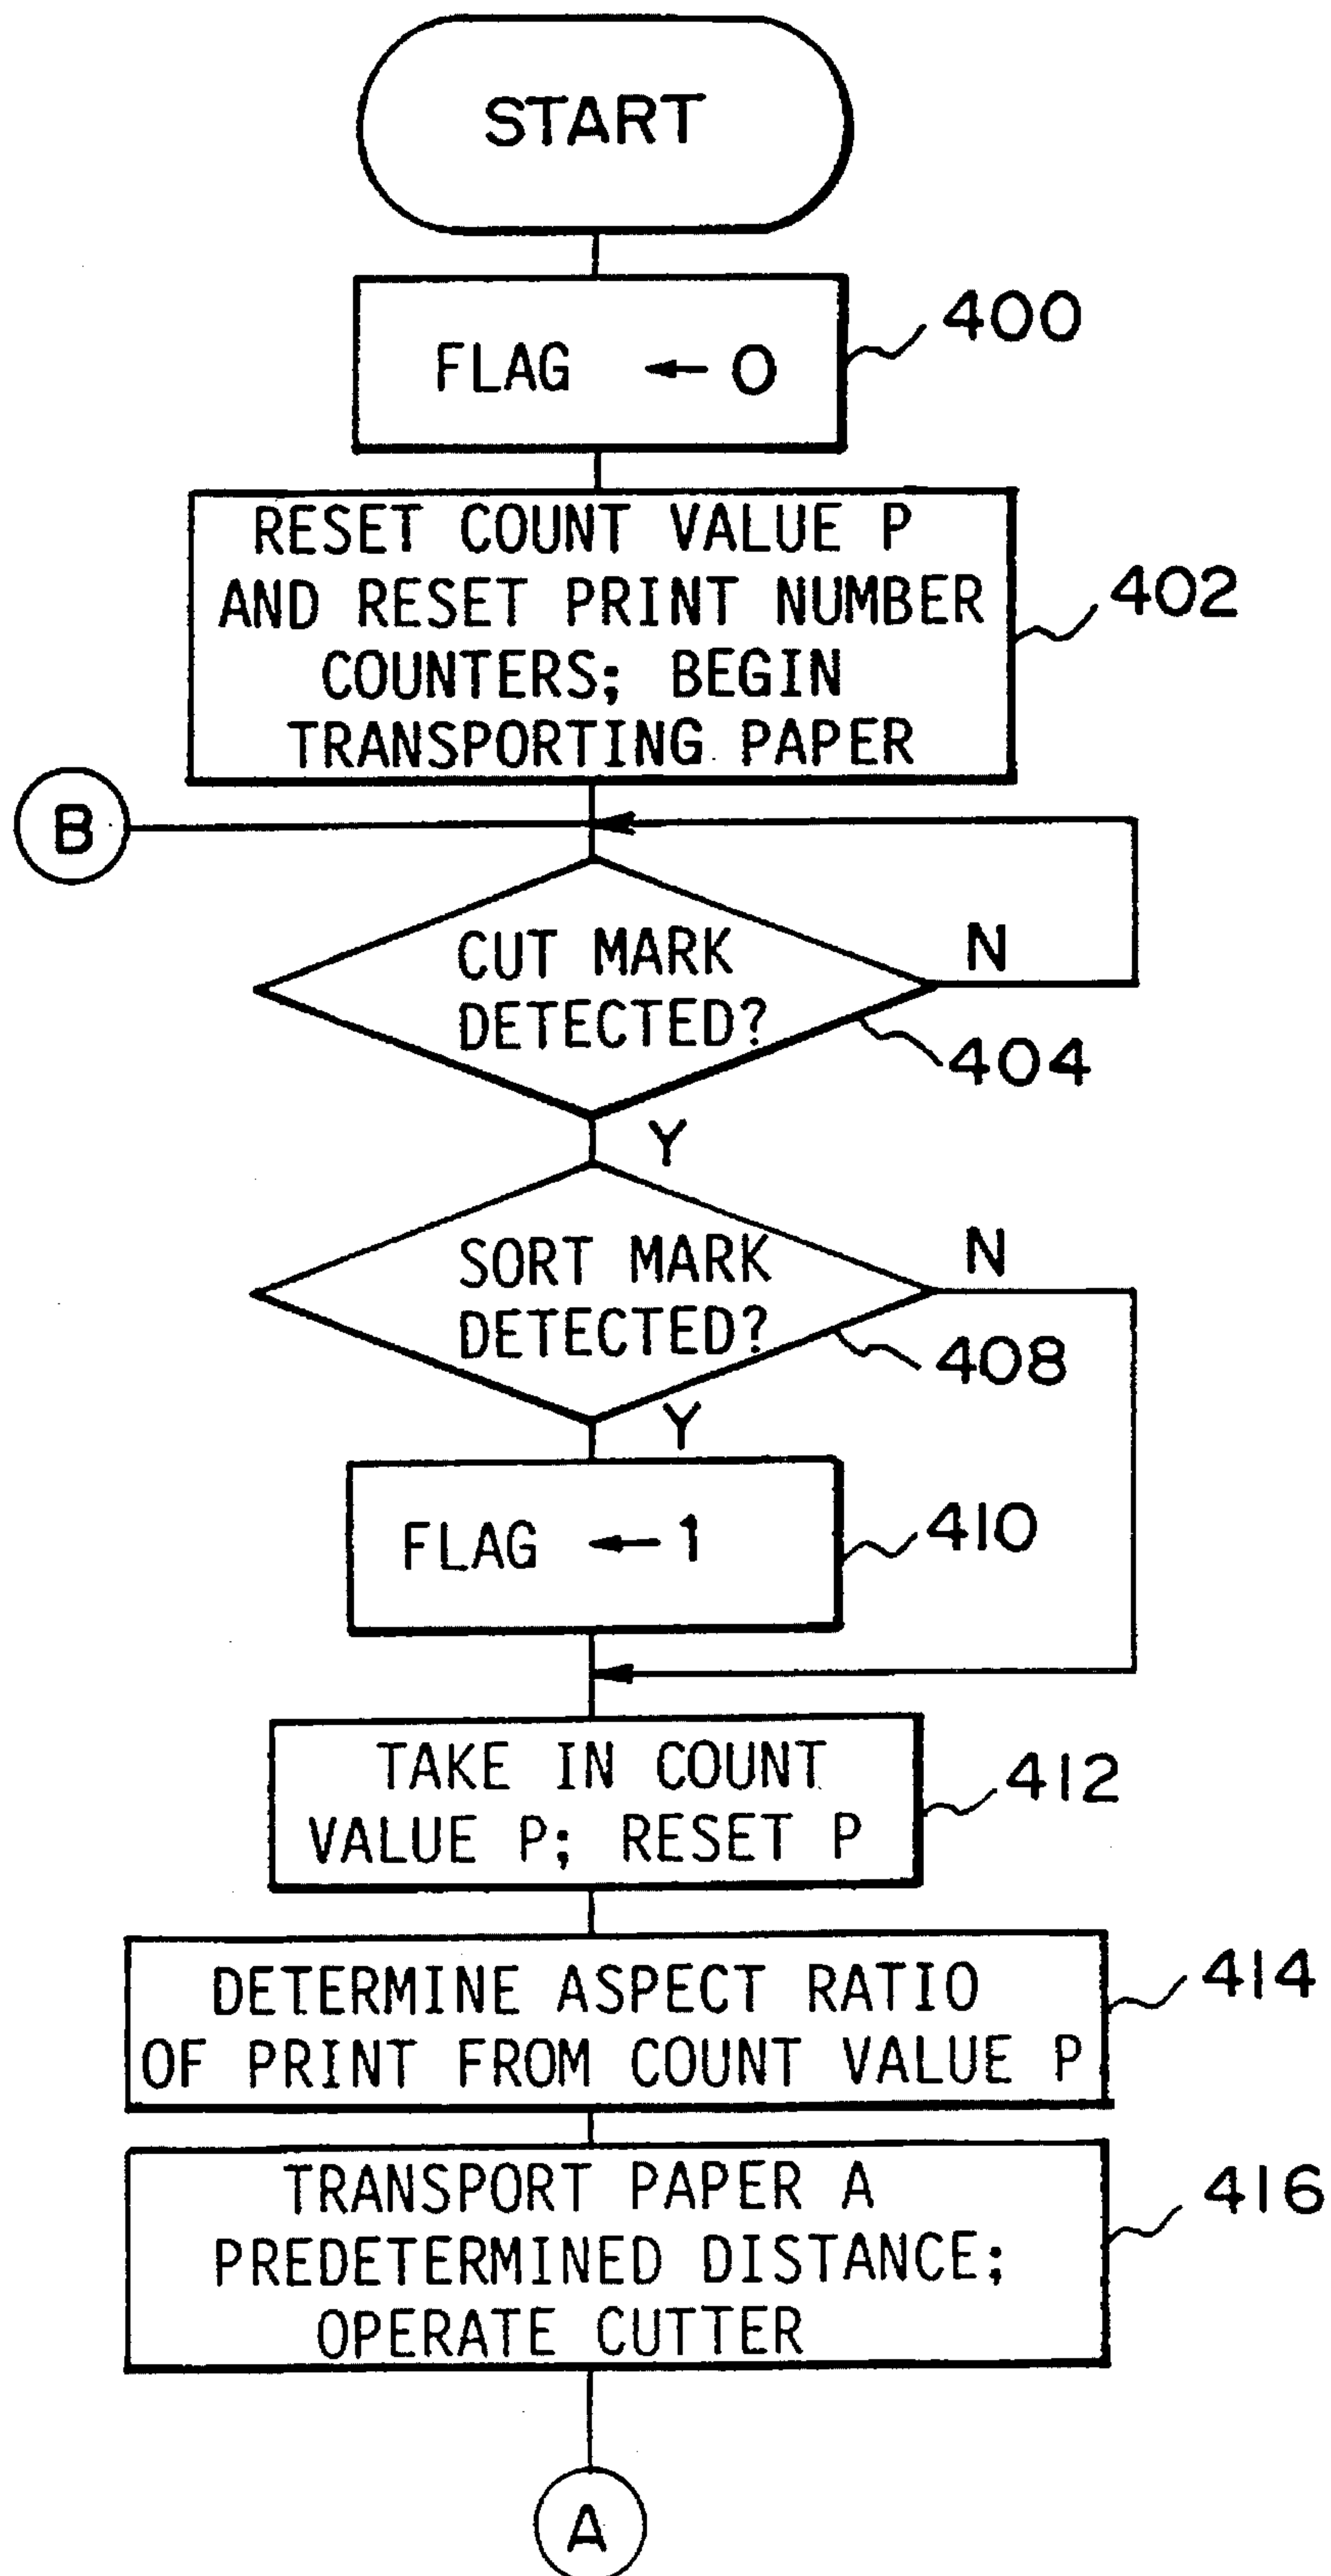 START
FLAG ← 0
400
RESET COUNT VALUE P
AND RESET PRINT NUMBER
COUNTERS; BEGIN
TRANSPORTING PAPER
402
B
CUT MARK
DETECTED?
N
404
Y
SORT MARK
DETECTED?
N
408
Y
FLAG ← 1
410
TAKE IN COUNT
VALUE P; RESET P
412
DETERMINE ASPECT RATIO
OF PRINT FROM COUNT VALUE P
414
TRANSPORT PAPER A
PREDETERMINED DISTANCE;
OPERATE CUTTER
416
A